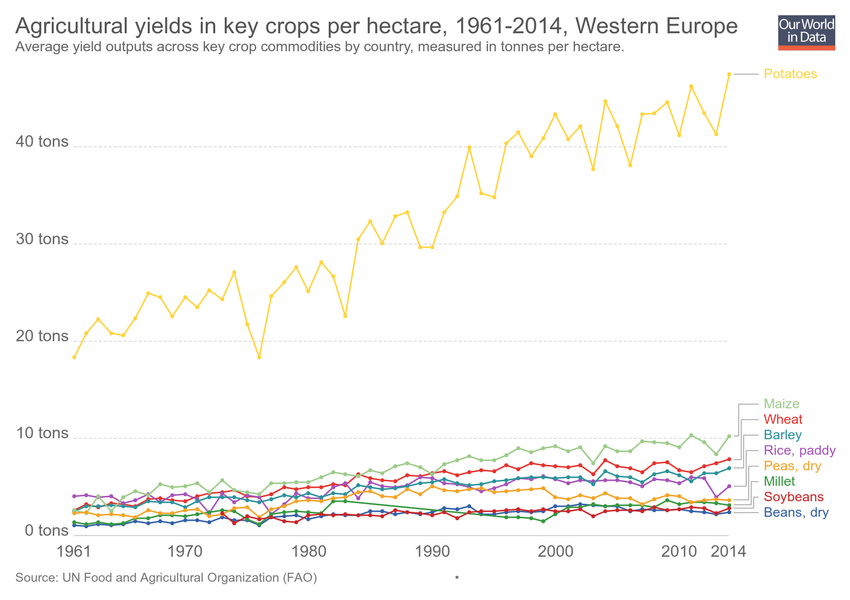 Agricultural yields in key crops per hectare, 1961-2014, Western Europe
Average yield outputs across key crop commodities by country, measured in tonnes per hectare.
Our World
in Data
Potatoes
40 tons
30 tons
20 tons
10 tons
0 tons
Maize
Wheat
Barley
Rice, paddy
Peas, dry
Millet
Soybeans
Beans, dry
1961 1970 1980 1990 2000 2010 2014
Source: UN Food and Agricultural Organization (FAO)
•